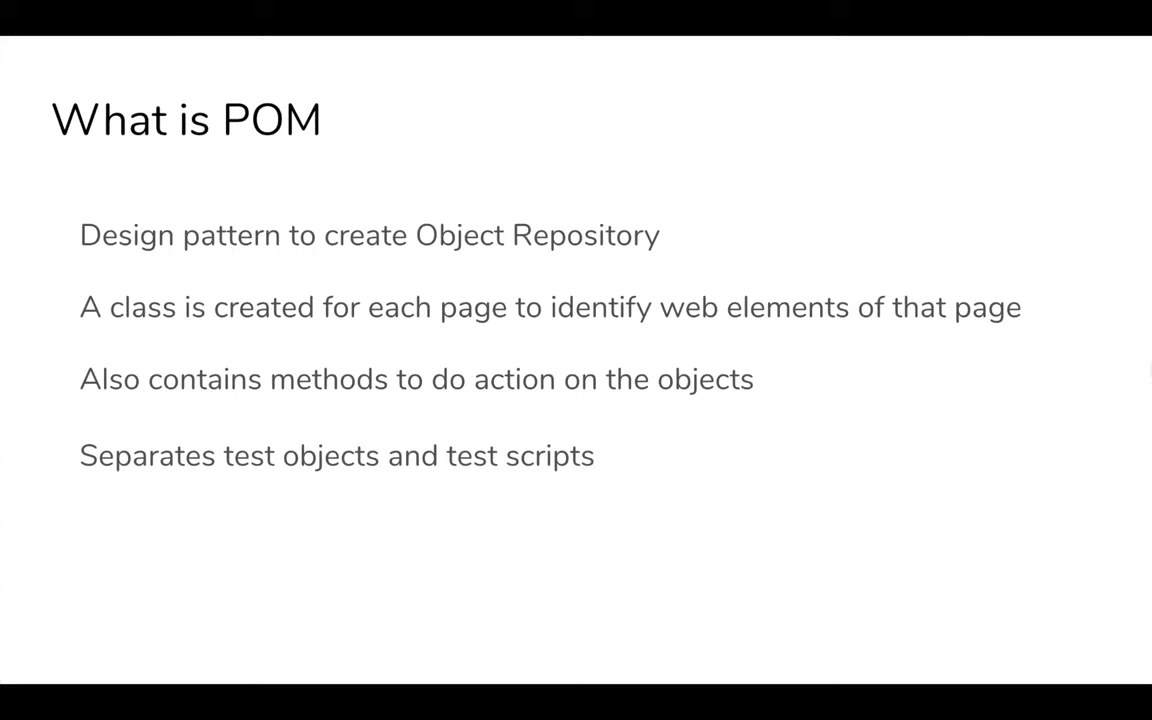 What is POM
Design pattern to create Object Repository
A class is created for each page to identify web elements of that page
Also contains methods to do action on the objects
Separates test objects and test scripts